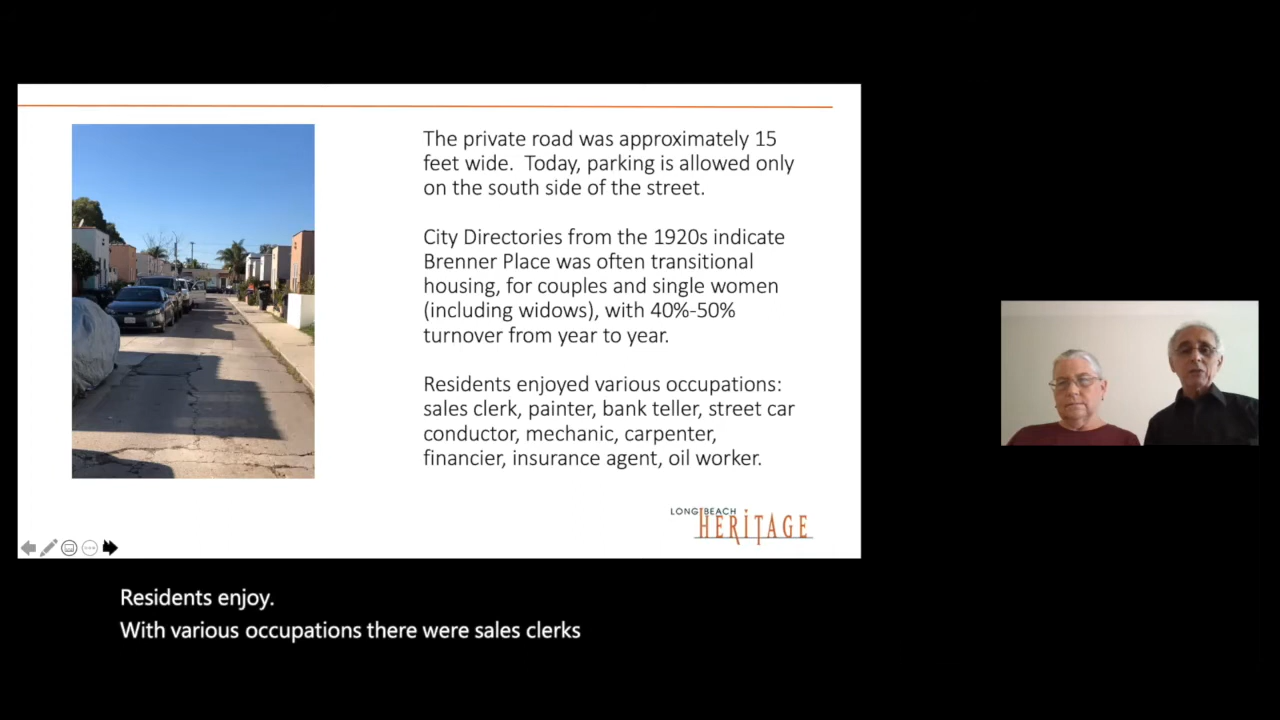 The private road was approximately 15
feet wide. Today, parking is allowed only
on the south side of the street.
City Directories from the 1920s indicate
Brenner Place was often transitional
housing, for couples and single women
(including widows), with 40%-50%
turnover from year to year.
Residents enjoyed various occupations:
sales clerk, painter, bank teller, street car
conductor, mechanic, carpenter,
financier, insurance agent, oil worker.
LONG BEACH
HERITAGE
Residents enjoy.
With various occupations there were sales clerks